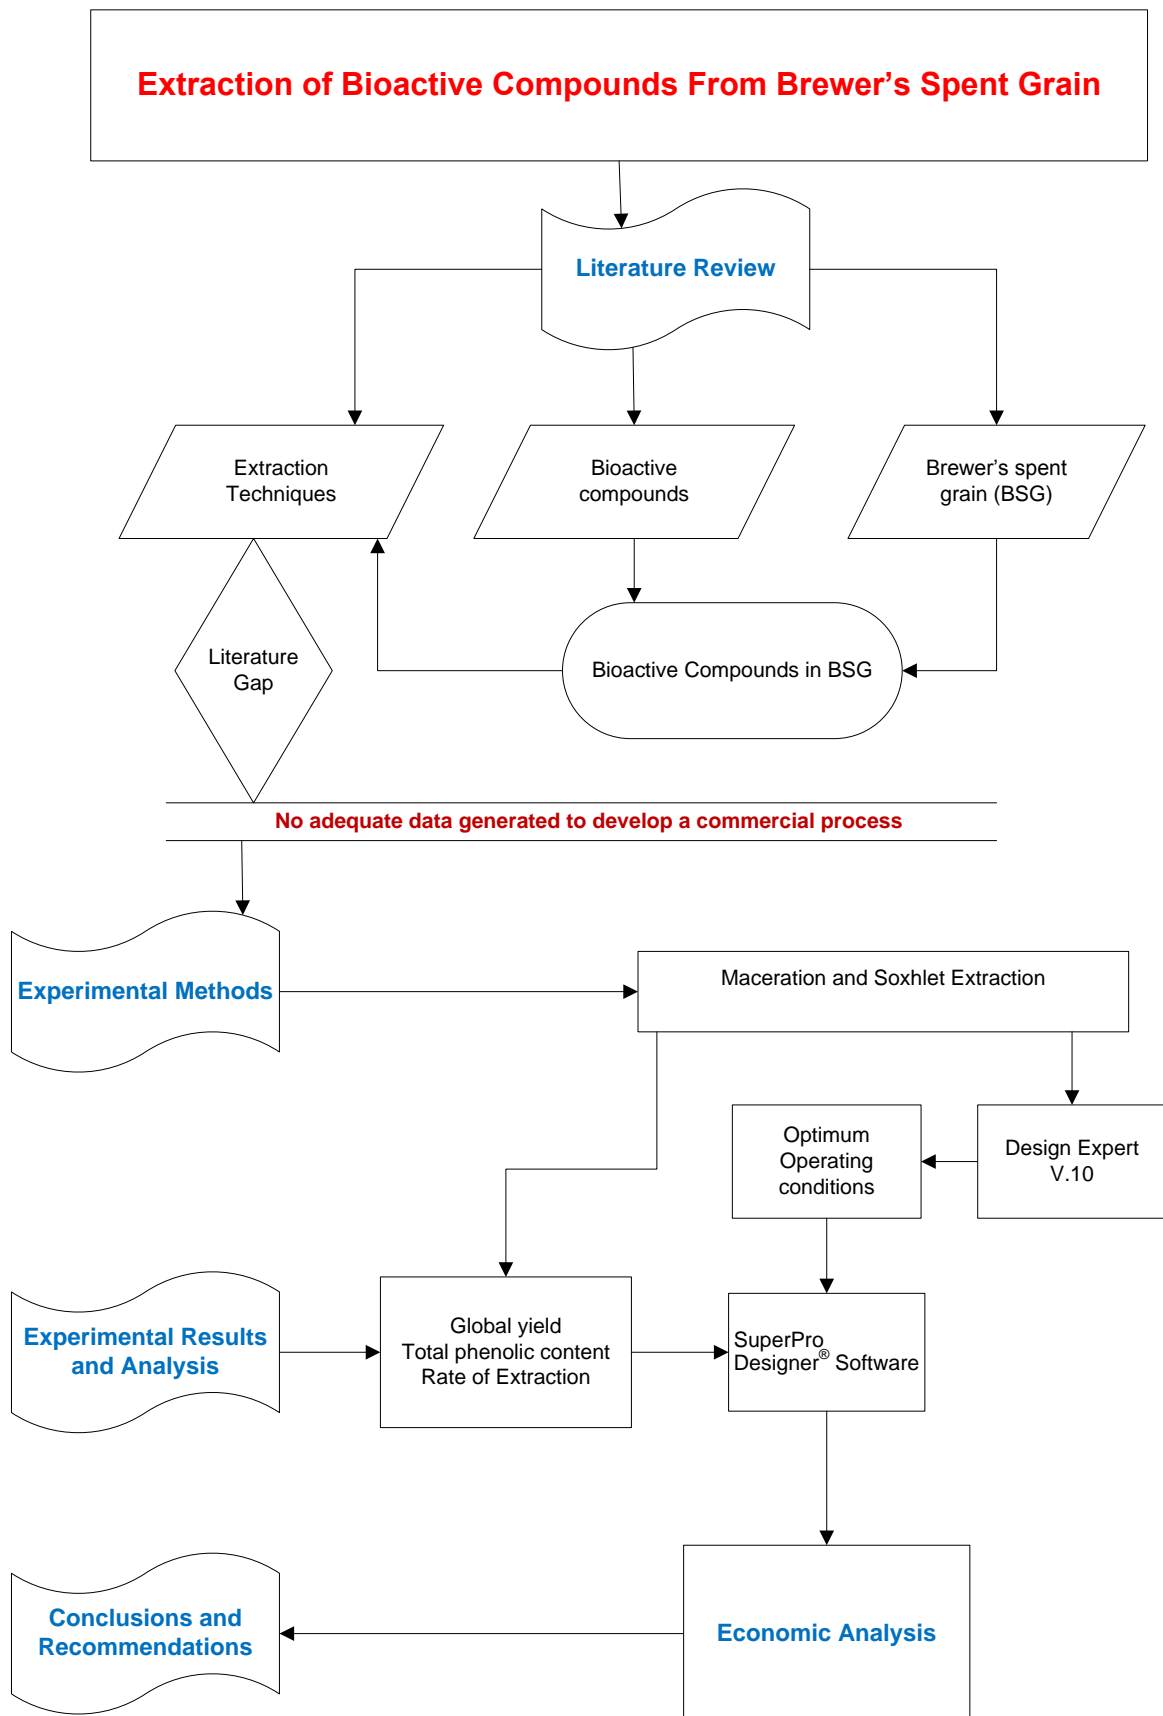 Extraction of Bioactive Compounds From Brewer’s Spent Grain
Literature Review
Extraction
Techniques
Bioactive
compounds
Brewer’s spent
grain (BSG)
Literature
Gap
Bioactive Compounds in BSG
No adequate data generated to develop a commercial process
Experimental Methods
Maceration and Soxhlet Extraction
Optimum
Operating
conditions
Design Expert
V.10
Experimental Results
and Analysis
Global yield
Total phenolic content
Rate of Extraction
SuperPro
Designer® Software
Conclusions and
Recommendations
Economic Analysis